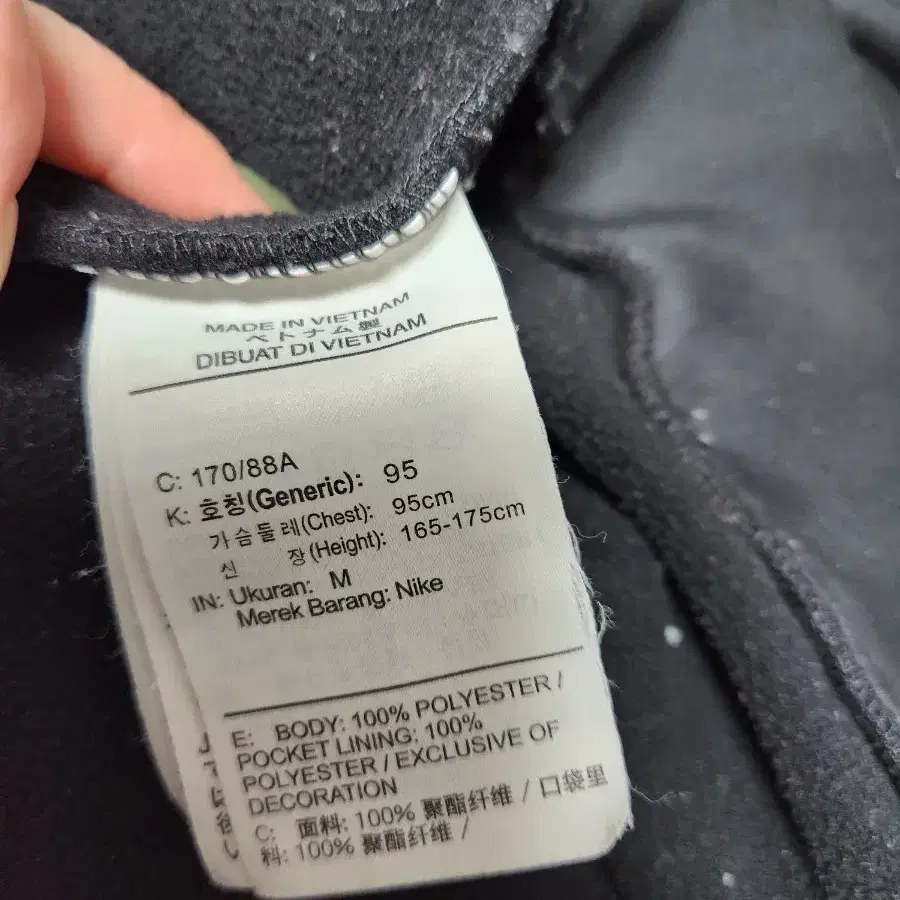 MADE IN VIETNAM
ベトナム製
DIBUAT DI VIETNAM
C: 170/88A
K: 호칭(Generic): 95
가슴둘레(Chest): 95cm
신 장(Height): 165-175cm
IN: Ukuran: M
Merek Barang: Nike
E: BODY: 100% POLYESTER /
POCKET LINING: 100%
POLYESTER / EXCLUSIVE OF
DECORATION
C: 面料: 100% 聚酯纤维 / 口袋里
料: 100% 聚酯纤维 /